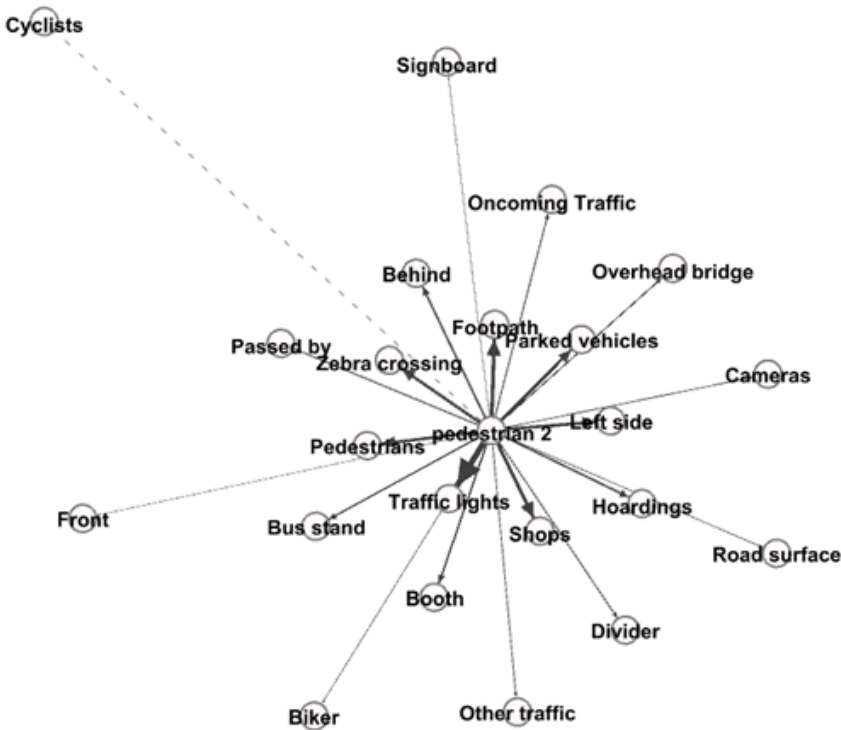 Cyclists
Signboard
Oncoming Traffic
Overhead bridge
Behind
Footpath
Parked vehicles
Passed by
Zebra crossing
Cameras
Left side
pedestrian 2
Pedestrians
Traffic lights
Hoardings
Front
Bus stand
Shops
Road surface
Booth
Divider
Biker
Other traffic